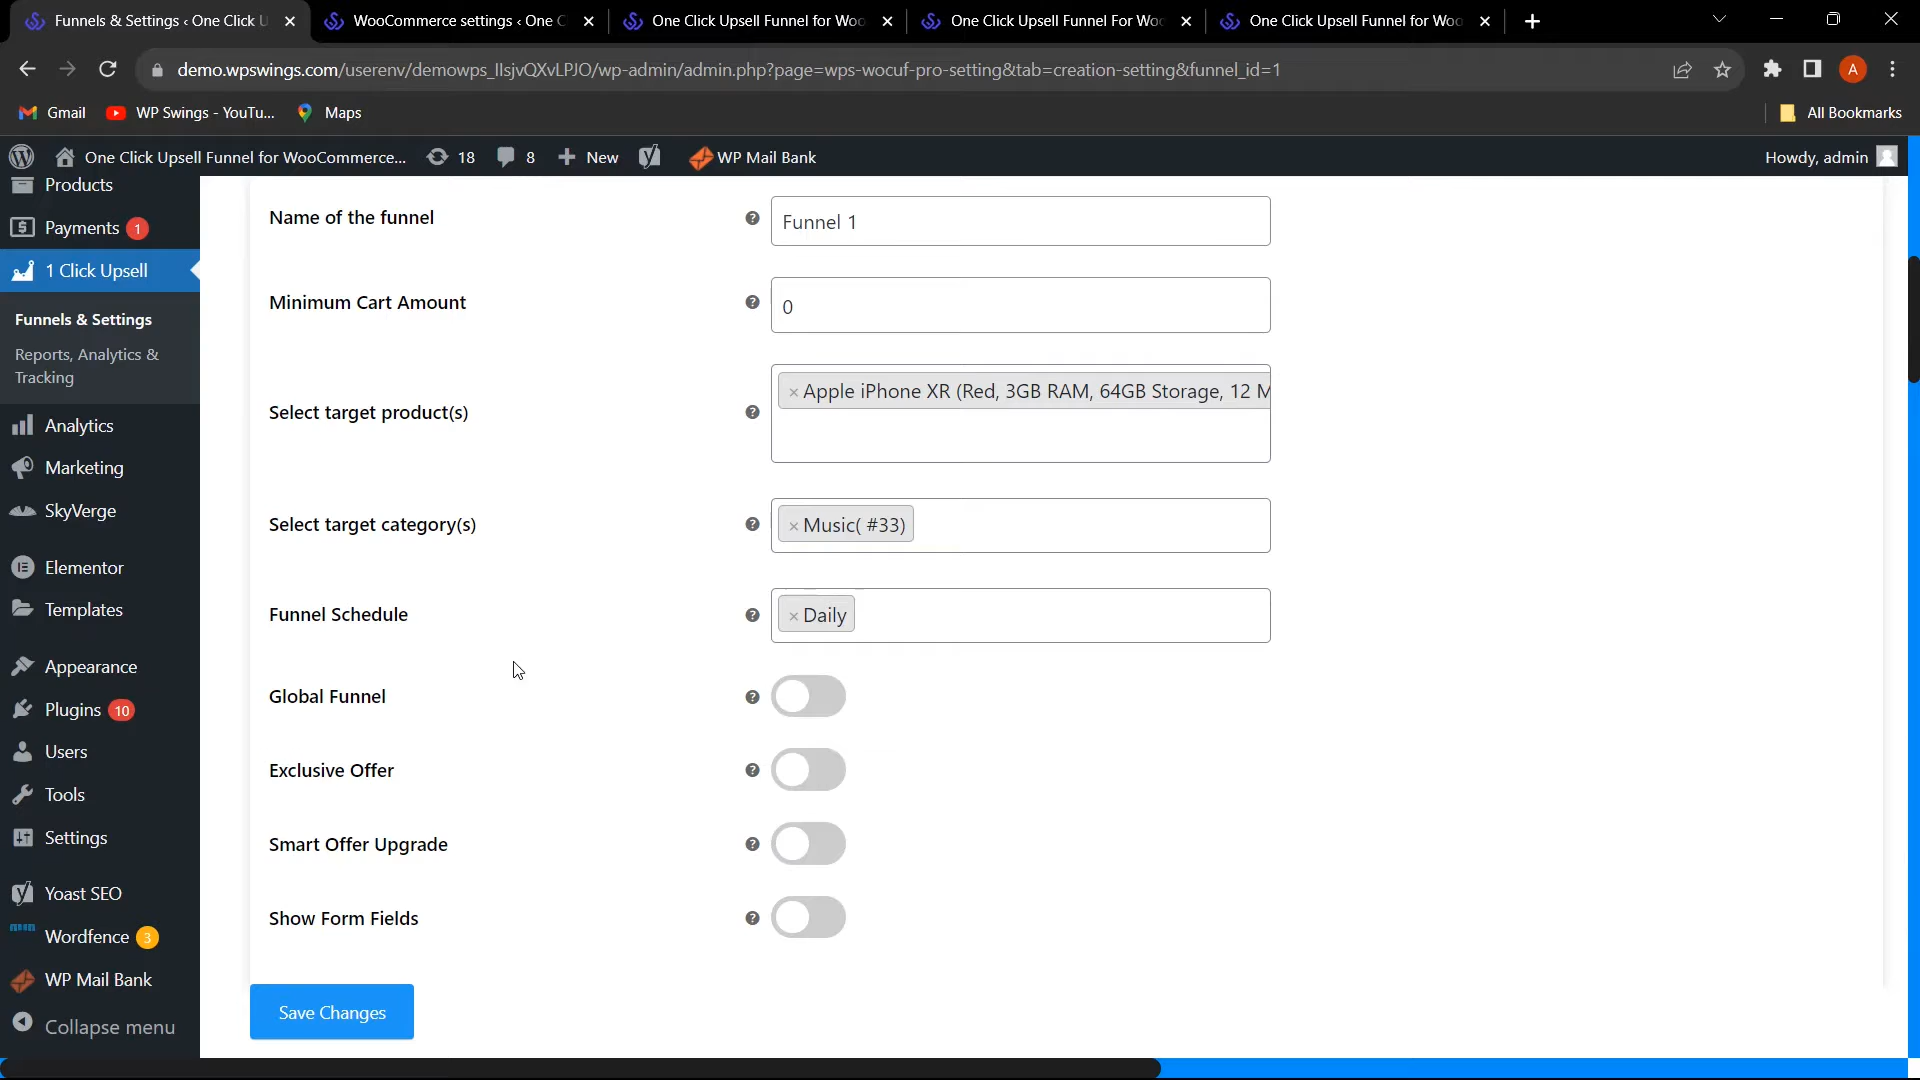 Funnels & Settings ‹ One Click U
WooCommerce settings ‹ One C
One Click Upsell Funnel for Woo
One Click Upsell Funnel For Wo
One Click Upsell Funnel for Woo
demo.wpswings.com/userenv/demowps_IlsjvQXvLPJO/wp-admin/admin.php?page=wps-wocuf-pro-setting&tab=creation-setting&funnel_id=1
A
Gmail
WP Swings - YouTu...
Maps
All Bookmarks
One Click Upsell Funnel for WooCommerce...
18
8
New
WP Mail Bank
Howdy, admin
Products
Payments 1
1 Click Upsell
Funnels & Settings
Reports, Analytics &
Tracking
Analytics
Marketing
SkyVerge
Elementor
Templates
Appearance
Plugins 10
Users
Tools
Settings
Yoast SEO
Wordfence 3
WP Mail Bank
Collapse menu
Name of the funnel
? Funnel 1
Minimum Cart Amount
? 0
Select target product(s)
? × Apple iPhone XR (Red, 3GB RAM, 64GB Storage, 12 M
Select target category(s)
? × Music( #33)
Funnel Schedule
? × Daily
Global Funnel
?
Exclusive Offer
?
Smart Offer Upgrade
?
Show Form Fields
?
Save Changes